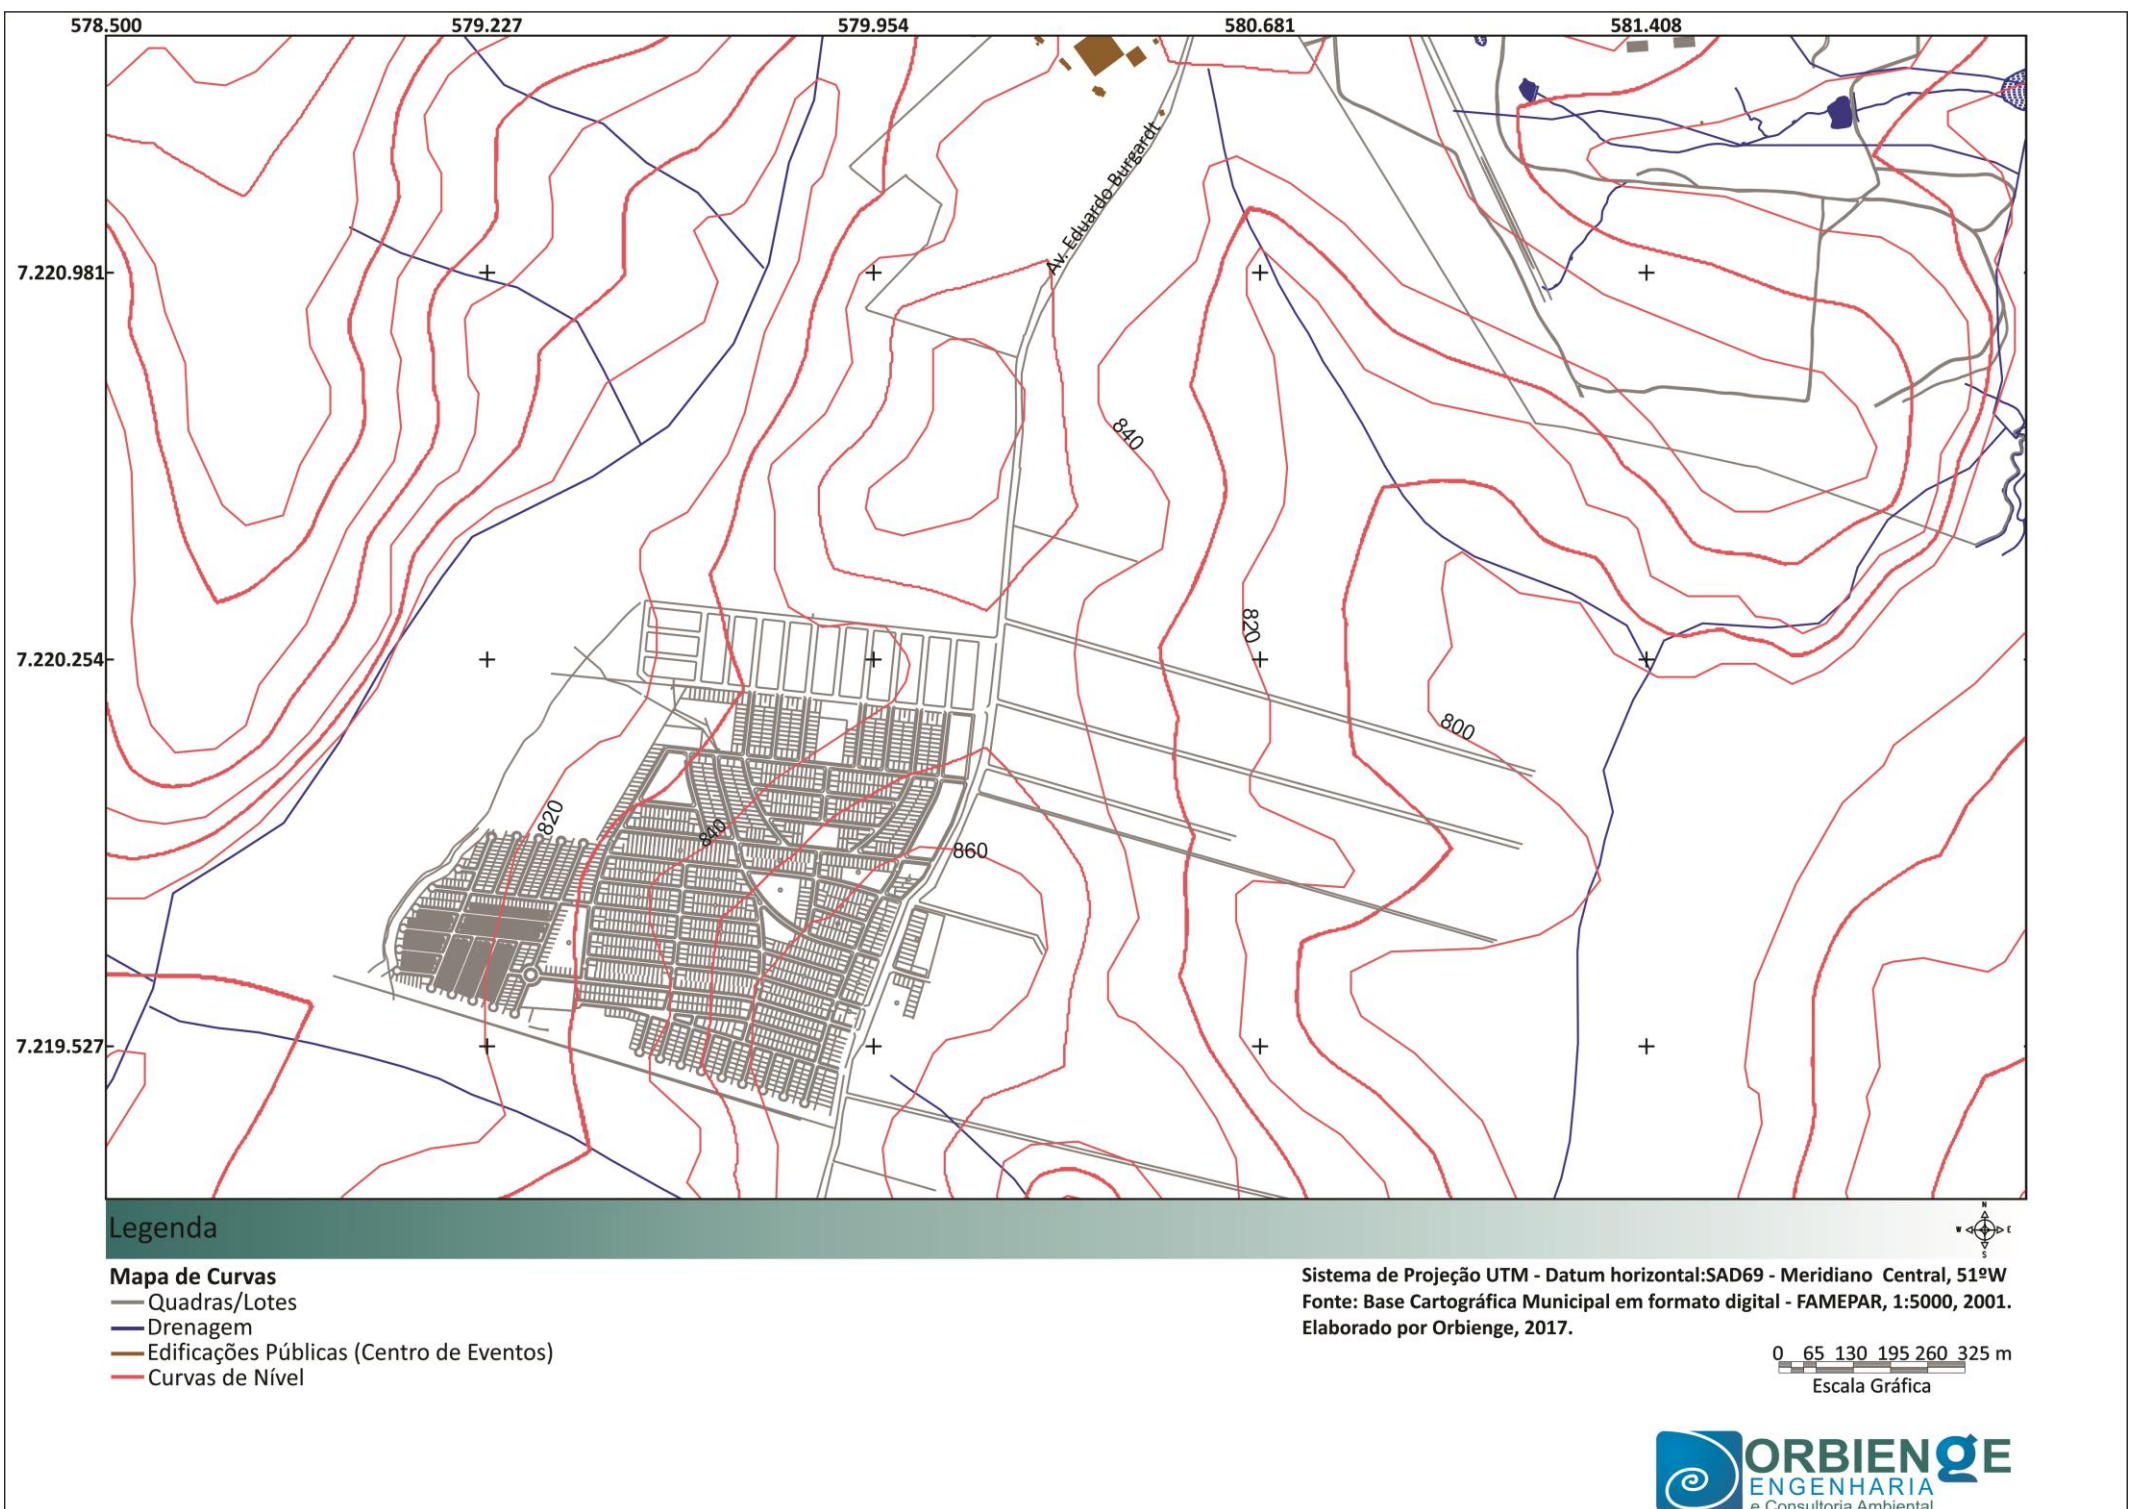 578.500 579.227 579.954 580.681 581.408
7.220.981
7.220.254
7.219.527
Av. Eduardo Burgardt
840
820
800
820
840
860
Legenda
N
W E
S
Mapa de Curvas
Quadras/Lotes
Drenagem
Edificações Públicas (Centro de Eventos)
Curvas de Nível
Sistema de Projeção UTM - Datum horizontal:SAD69 - Meridiano Central, 51ºW
Fonte: Base Cartográfica Municipal em formato digital - FAMEPAR, 1:5000, 2001.
Elaborado por Orbienge, 2017.
0 65 130 195 260 325 m
Escala Gráfica
ORBIENGE
ENGENHARIA
e Consultoria Ambiental